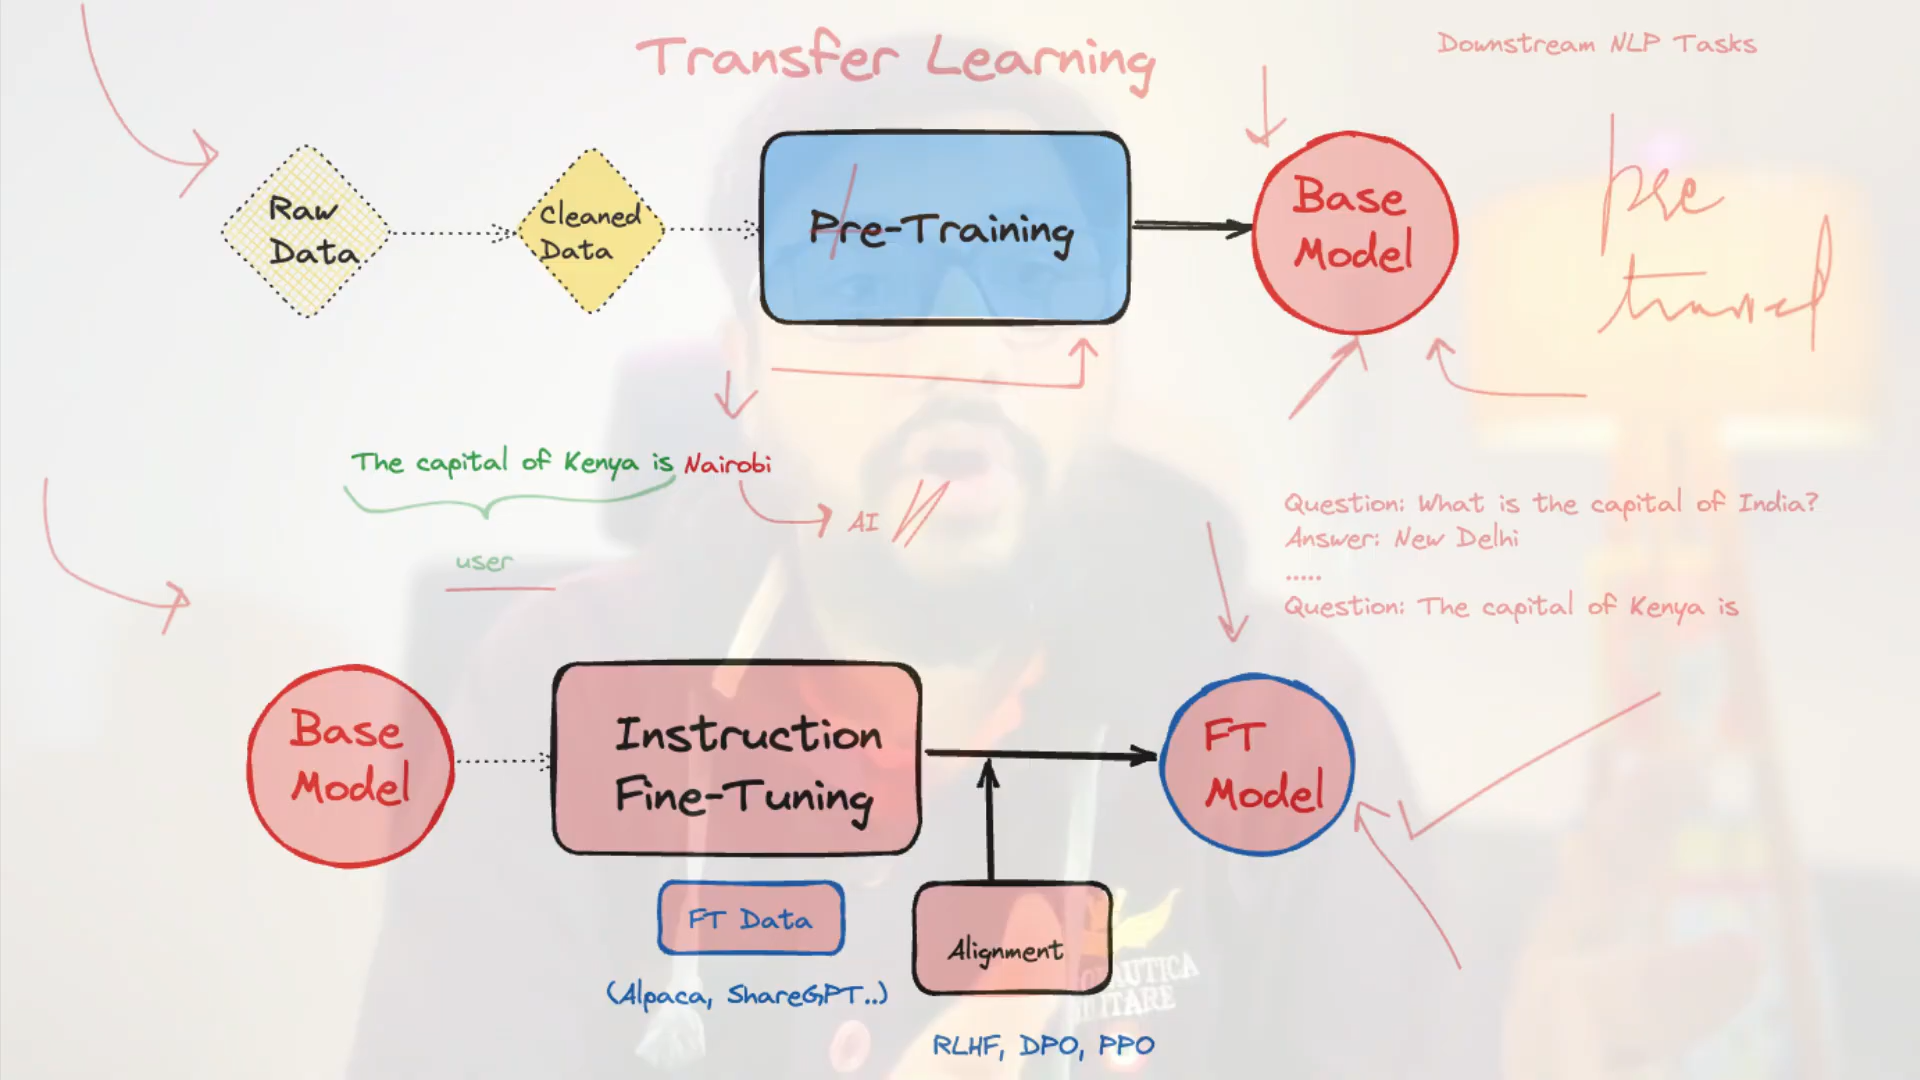 Transfer Learning
Downstream NLP Tasks
Raw
Data
Cleaned
Data
Pre-Training
Base
Model
pre
The capital of Kenya is Nairobi
AI
user
Question: What is the capital of India?
Answer: New Delhi
.....
Question: The capital of Kenya is
Base
Model
Instruction
Fine-Tuning
FT
Model
FT Data
Alignment
(Alpaca, ShareGPT..)
RLHF, DPO, PPO